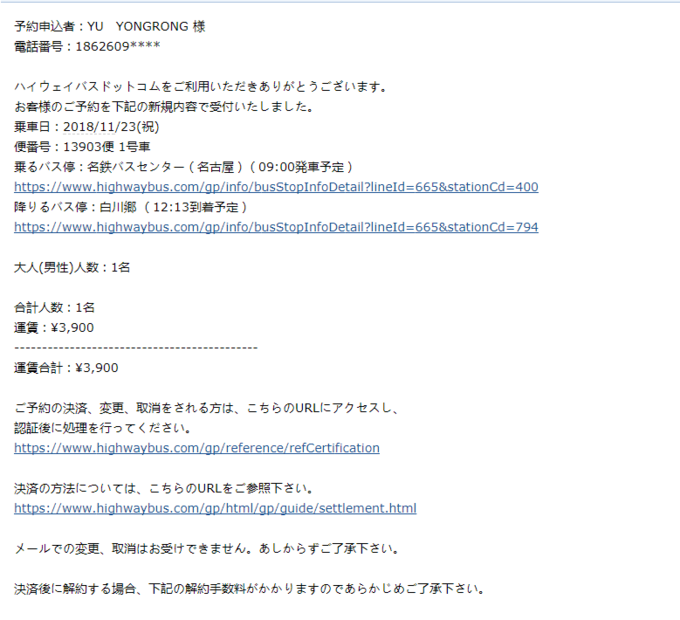 予約申込者：YU　YONGRONG 様
電話番号：1862609****
ハイウェイバスドットコムをご利用いただきありがとうございます。
お客様のご予約を下記の新規内容で受付いたしました。
乗車日：2018/11/23(祝)
便番号：13903便 1号車
乗るバス停：名鉄バスセンター（名古屋）（09:00発車予定）
https://www.highwaybus.com/gp/info/busStopInfoDetail?lineId=665&stationCd=400
降りるバス停：白川郷 （12:13到着予定）
https://www.highwaybus.com/gp/info/busStopInfoDetail?lineId=665&stationCd=794
大人(男性)人数：1名
合計人数：1名
運賃：¥3,900
--------------------------------------------
運賃合計：¥3,900
ご予約の決済、変更、取消をされる方は、こちらのURLにアクセスし、
認証後に処理を行ってください。
https://www.highwaybus.com/gp/reference/refCertification
決済の方法については、こちらのURLをご参照下さい。
https://www.highwaybus.com/gp/html/gp/guide/settlement.html
メールでの変更、取消はお受けできません。あしからずご了承下さい。
決済後に解約する場合、下記の解約手数料がかかりますのであらかじめご了承下さい。